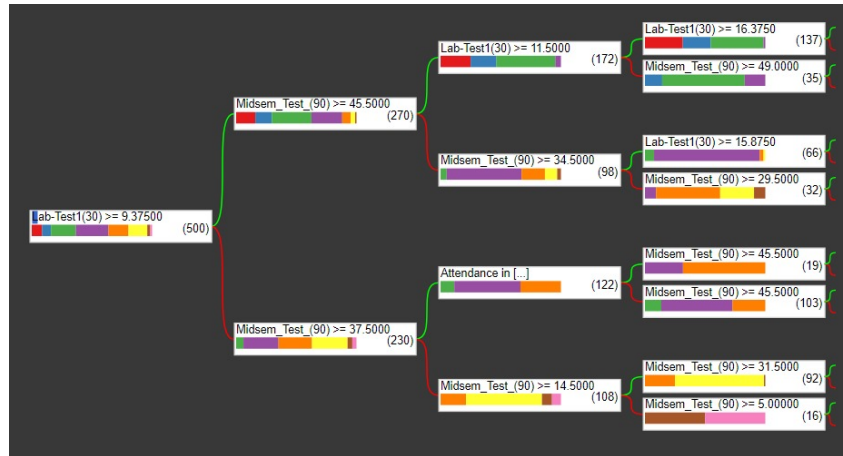 Lab-Test1(30) >= 9.37500
(500)
Midsem_Test_(90) >= 45.5000
(270)
Midsem_Test_(90) >= 37.5000
(230)
Lab-Test1(30) >= 11.5000
(172)
Midsem_Test_(90) >= 34.5000
(98)
Attendance in [...]
(122)
Midsem_Test_(90) >= 14.5000
(108)
Lab-Test1(30) >= 16.3750
(137)
Midsem_Test_(90) >= 49.0000
(35)
Lab-Test1(30) >= 15.8750
(66)
Midsem_Test_(90) >= 29.5000
(32)
Midsem_Test_(90) >= 45.5000
(19)
Midsem_Test_(90) >= 45.5000
(103)
Midsem_Test_(90) >= 31.5000
(92)
Midsem_Test_(90) >= 5.00000
(16)